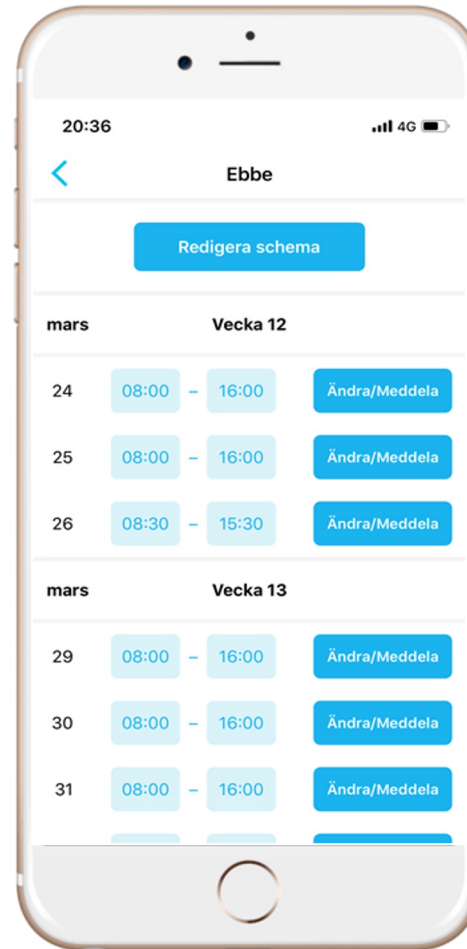 20:36 4G
Ebbe
Redigera schema
mars Vecka 12
24 08:00 – 16:00 Ändra/Meddela
25 08:00 – 16:00 Ändra/Meddela
26 08:30 – 15:30 Ändra/Meddela
mars Vecka 13
29 08:00 – 16:00 Ändra/Meddela
30 08:00 – 16:00 Ändra/Meddela
31 08:00 – 16:00 Ändra/Meddela